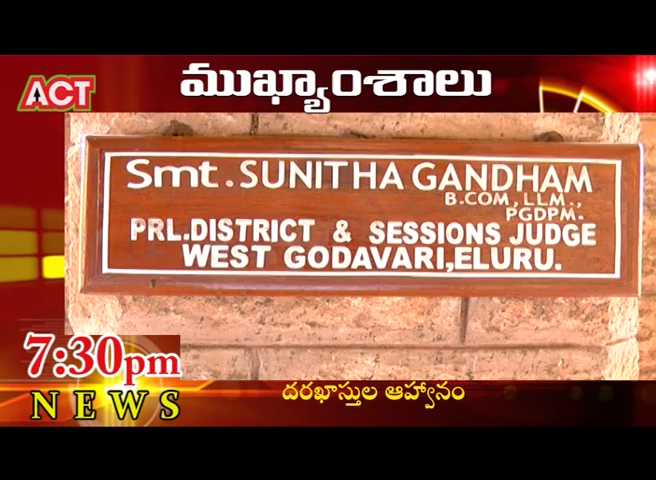 ACT
ముఖ్యాంశాలు
Smt. SUNITHA GANDHAM
B.COM, LLM.,
PGDPM.
PRL.DISTRICT & SESSIONS JUDGE
WEST GODAVARI,ELURU.
7:30pm
NEWS
దరఖాస్తుల ఆహ్వానం